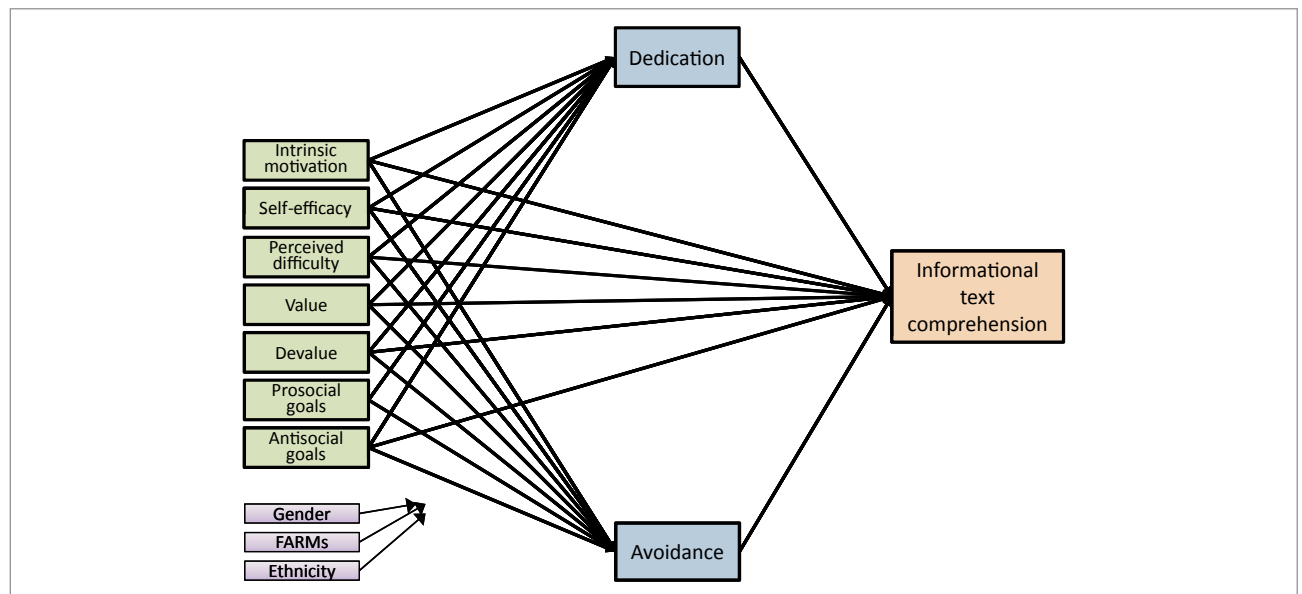 Dedication
Intrinsic
motivation
Self-efficacy
Perceived
difficulty
Value
Devalue
Prosocial
goals
Antisocial
goals
Gender
FARMs
Ethnicity
Informational
text
comprehension
Avoidance